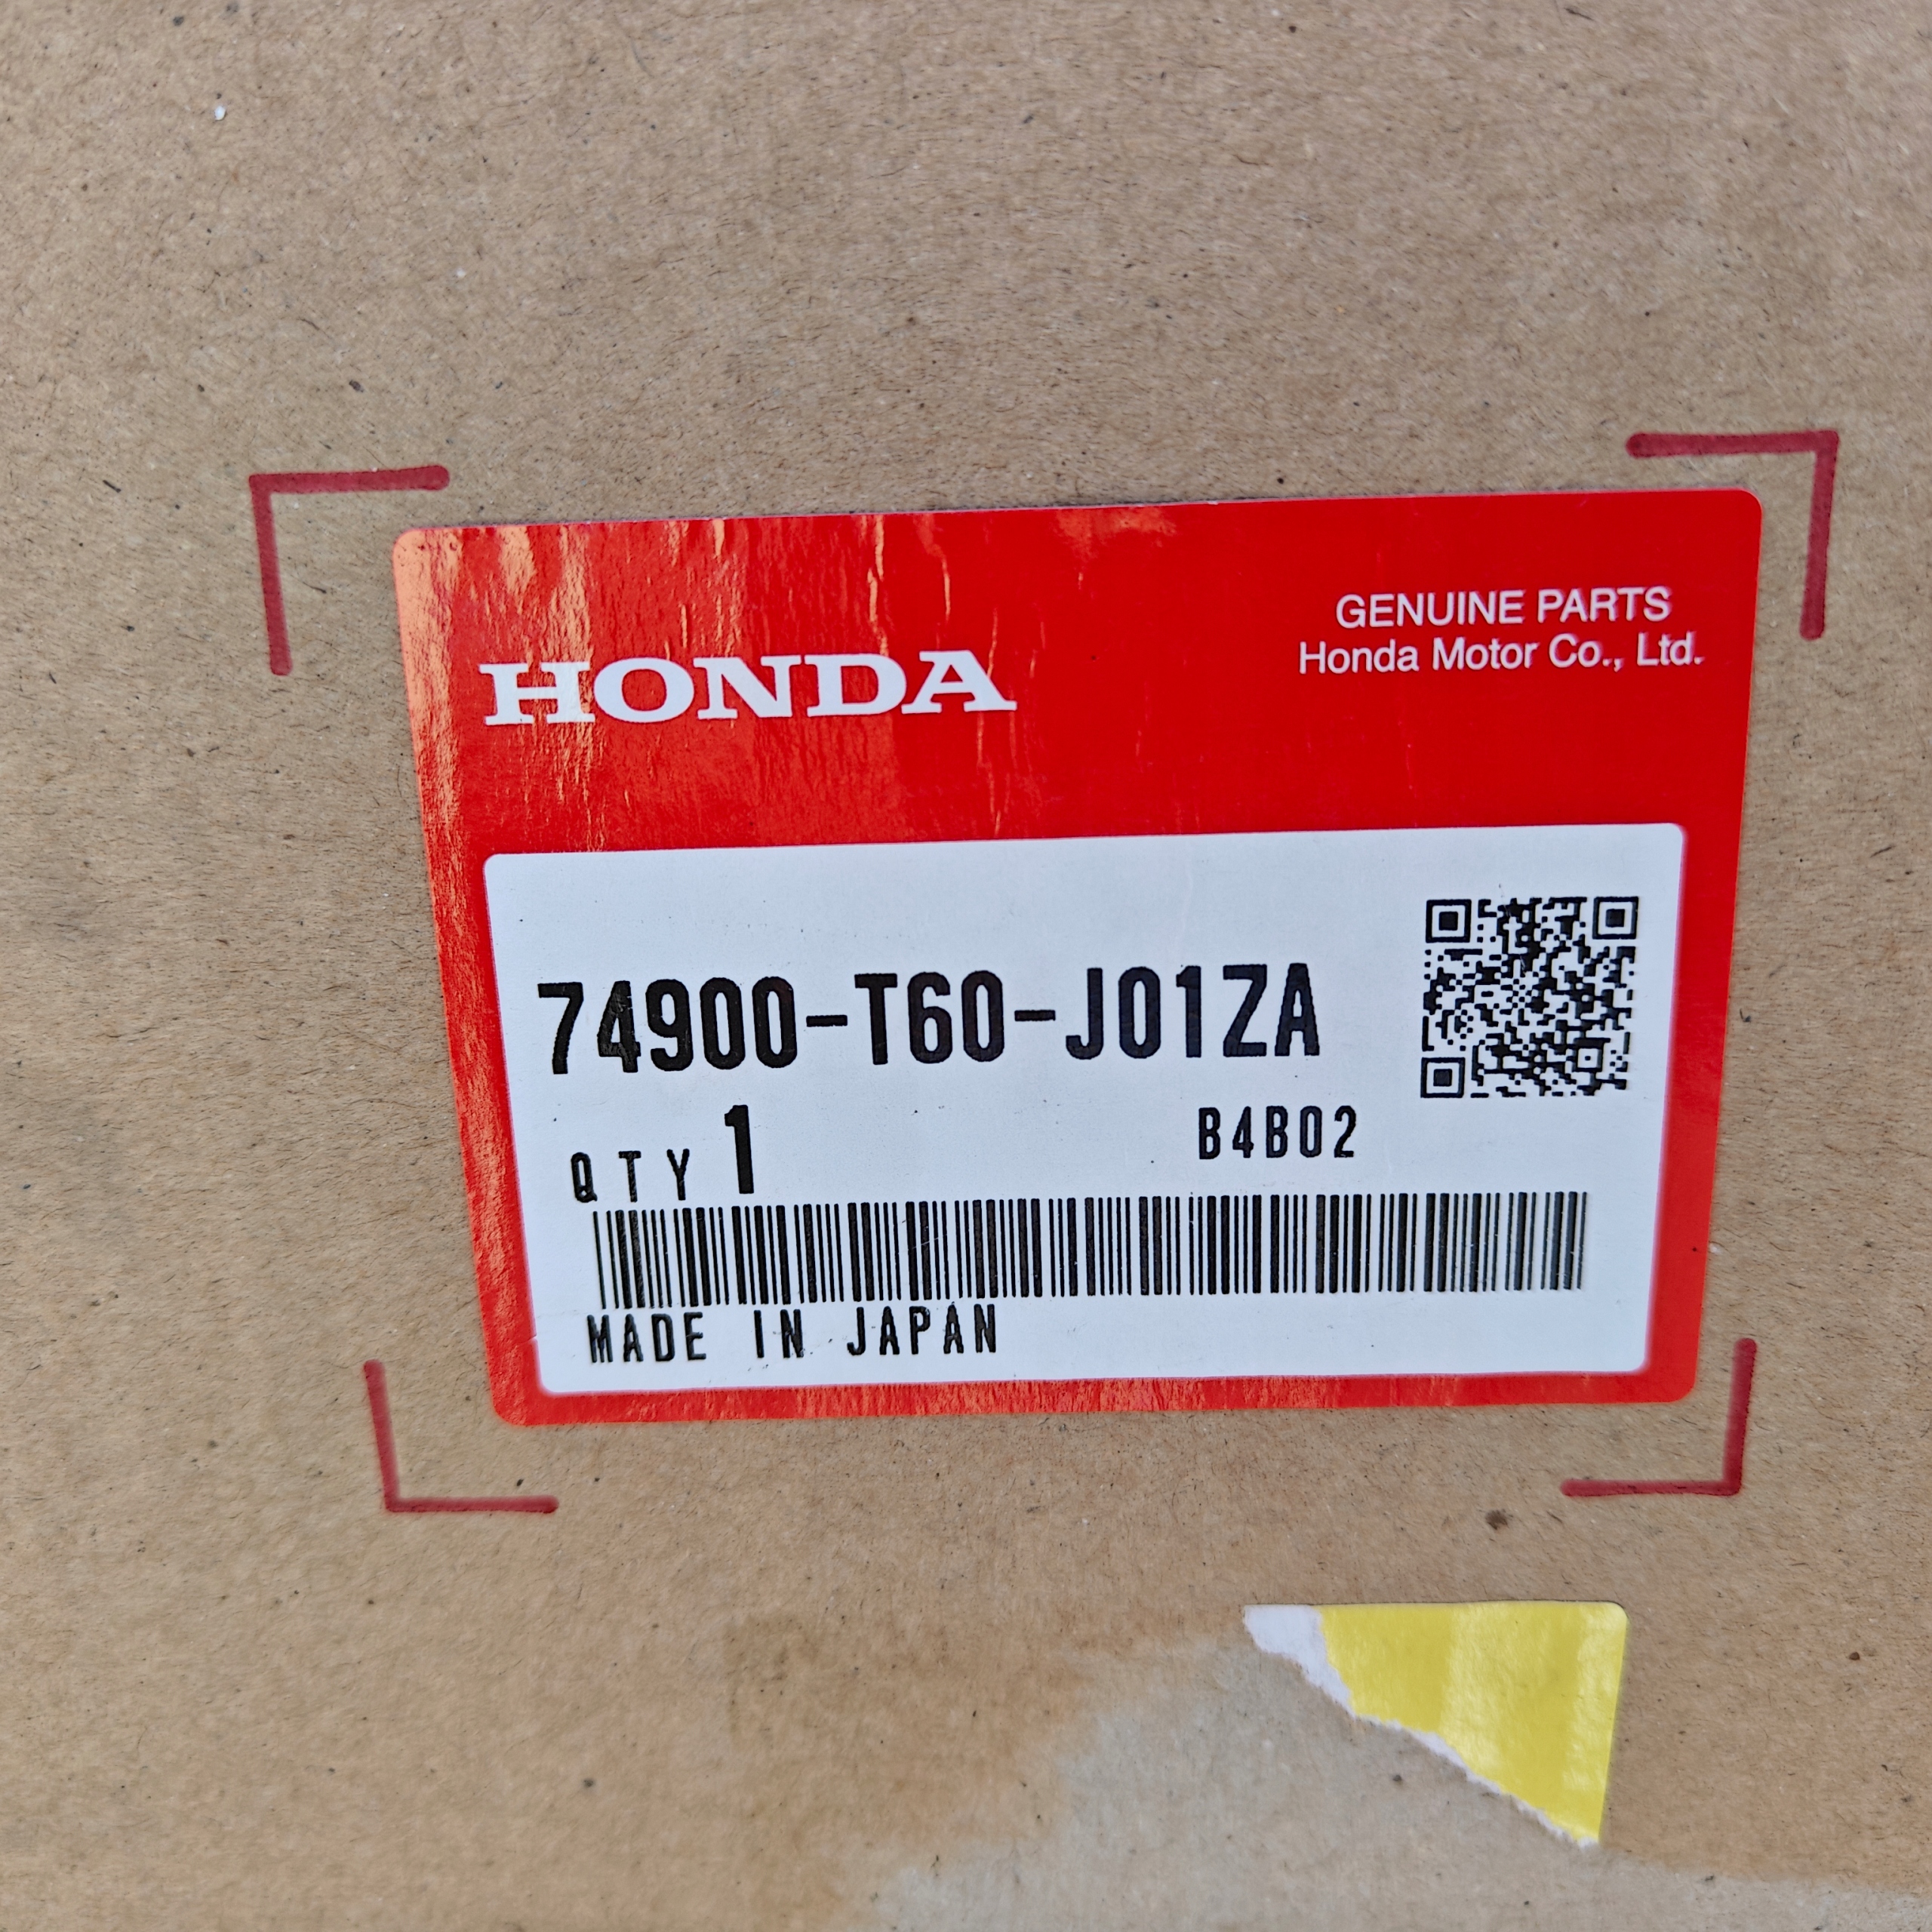 HONDA
GENUINE PARTS
Honda Motor Co., Ltd.
74900-T60-J01ZA
QTY 1
B4B02
MADE IN JAPAN